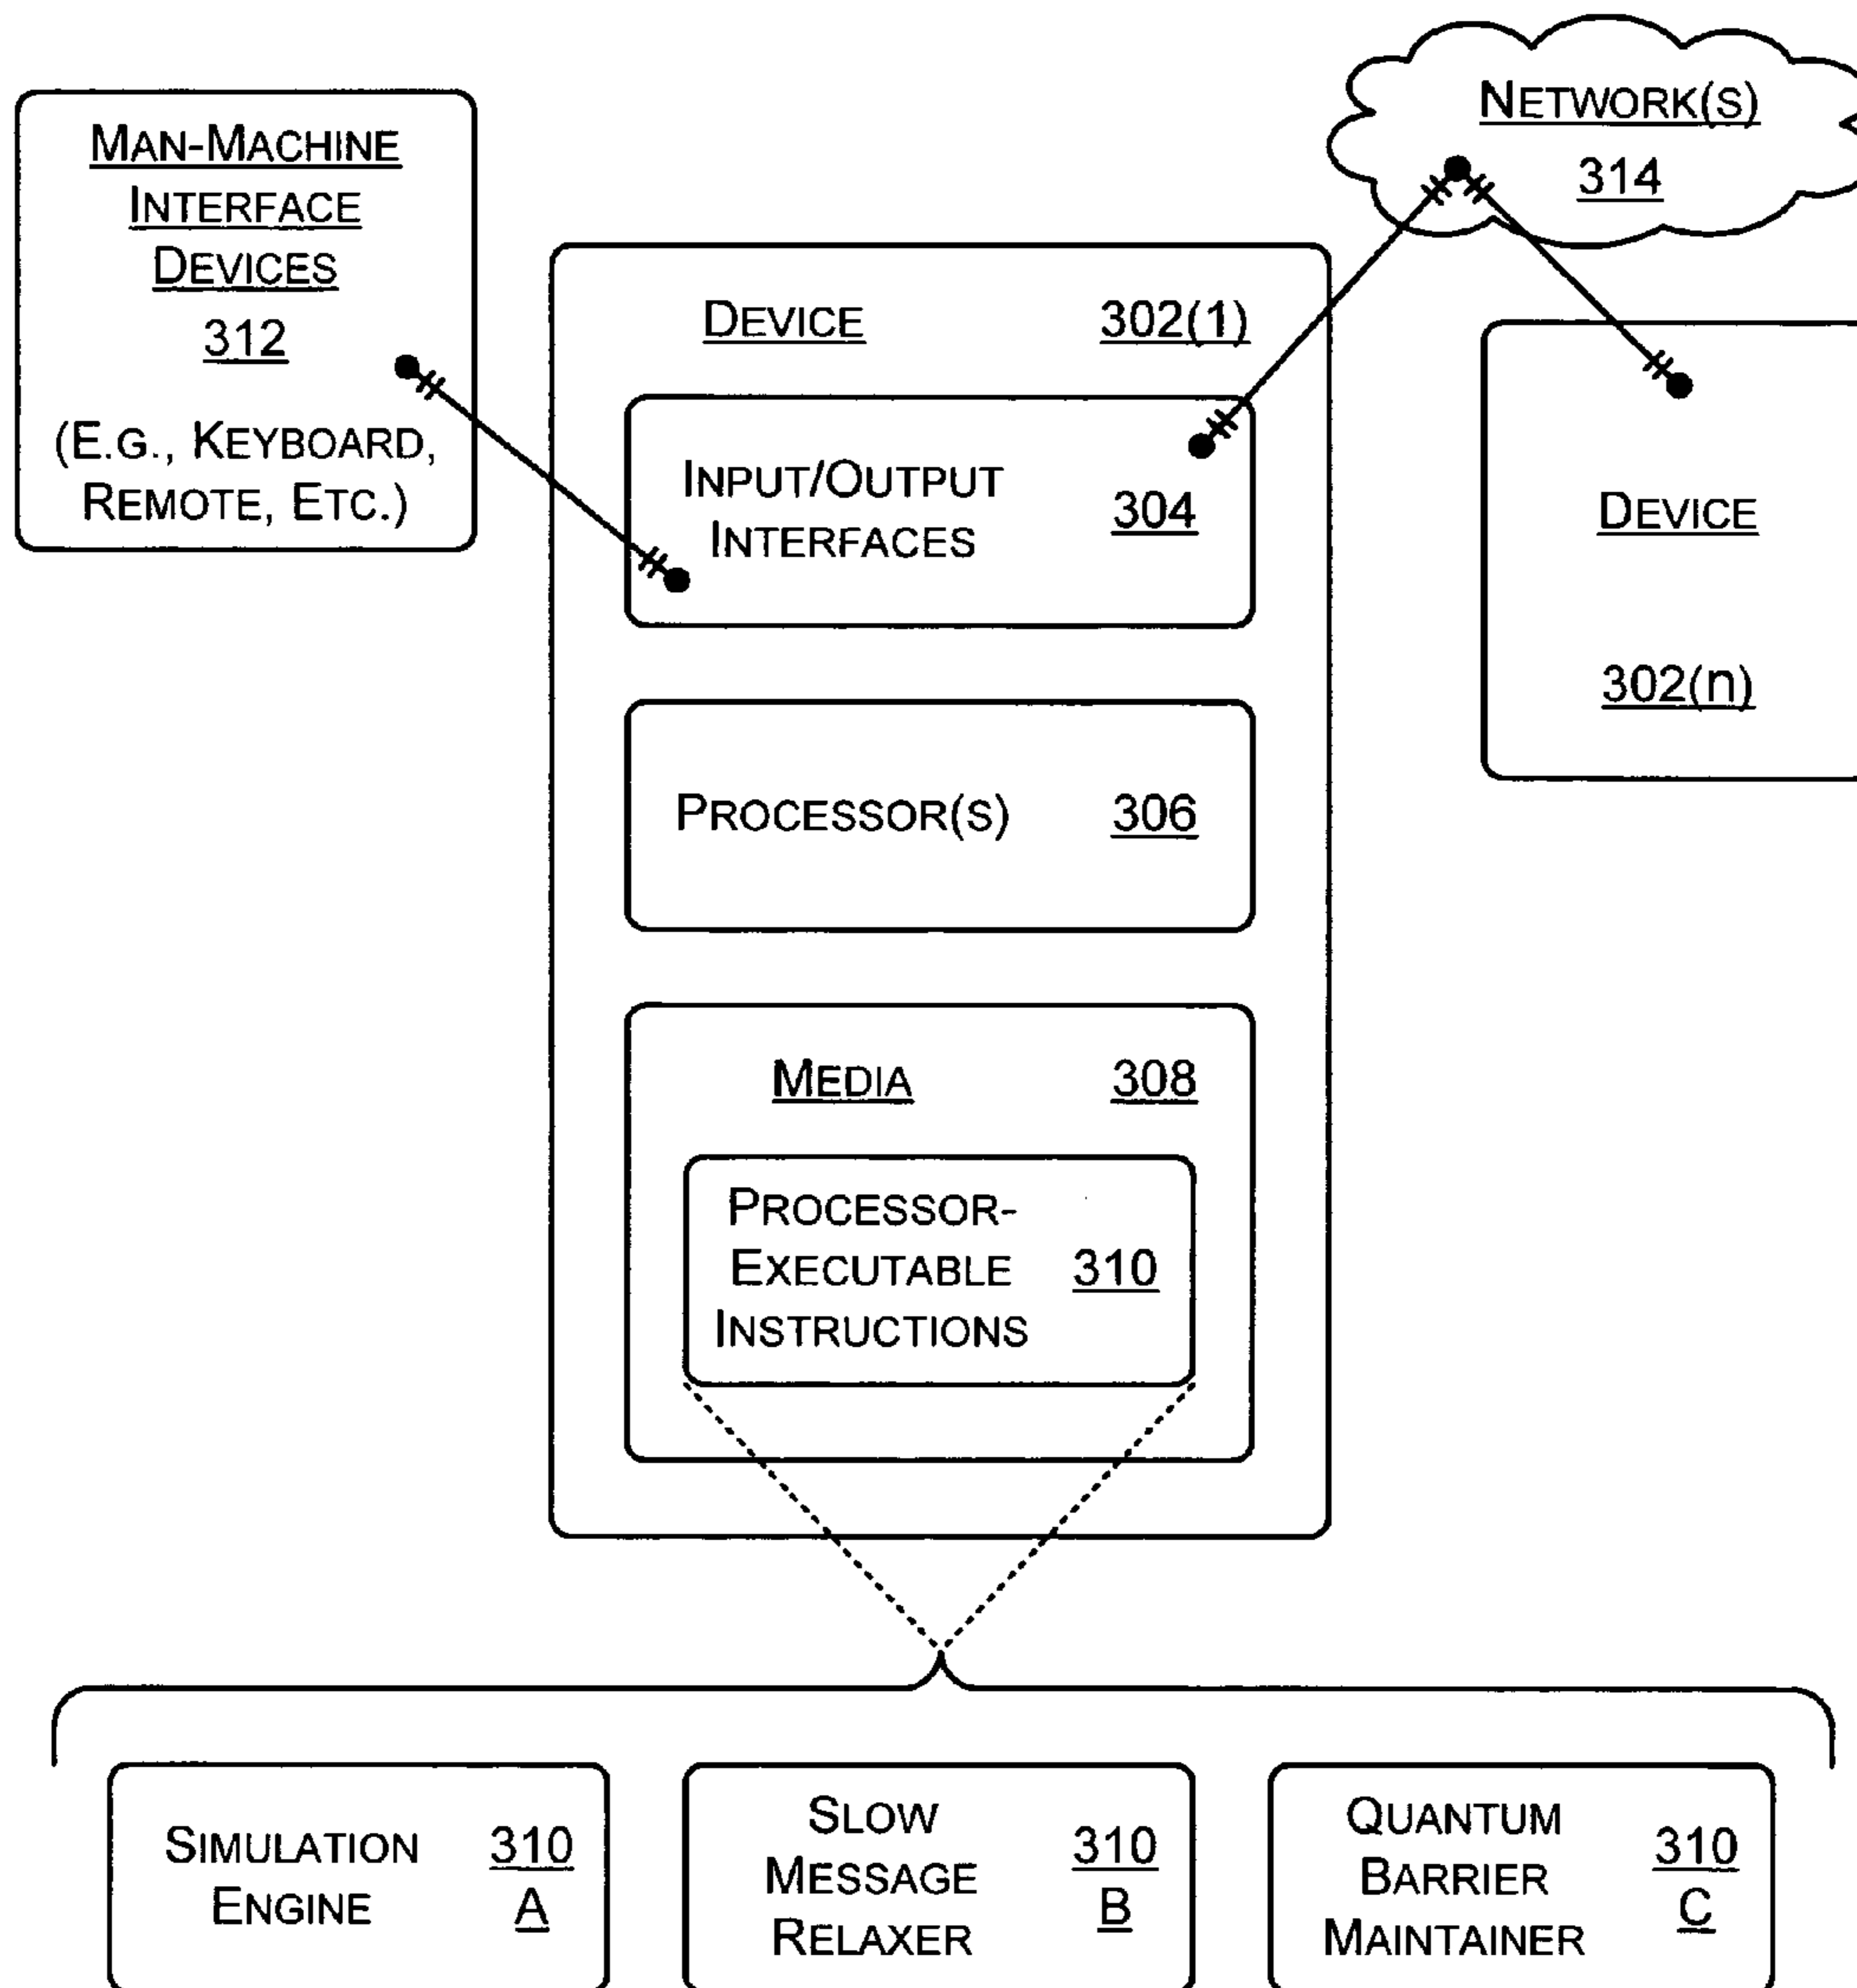 MAN-MACHINE
INTERFACE
DEVICES
312
(E.G., KEYBOARD,
REMOTE, ETC.)
NETWORK(S)
314
DEVICE 302(1)
INPUT/OUTPUT
INTERFACES
304
PROCESSOR(S) 306
MEDIA 308
PROCESSOR-
EXECUTABLE
INSTRUCTIONS
310
DEVICE
302(n)
SIMULATION
ENGINE
310
A
SLOW
MESSAGE
RELAXER
310
B
QUANTUM
BARRIER
MAINTAINER
310
C